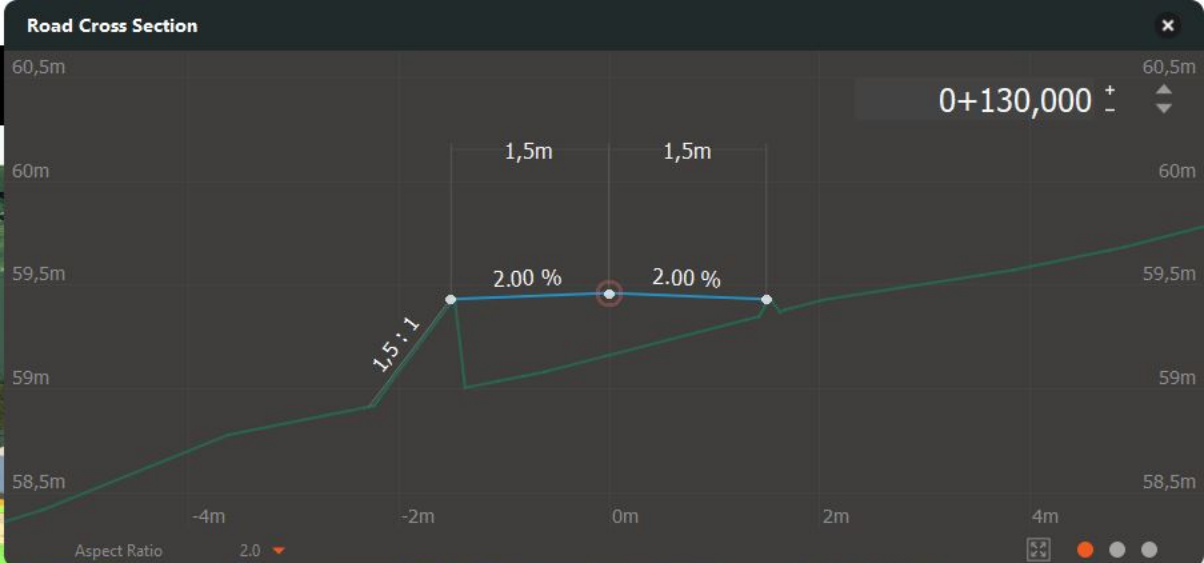 Road Cross Section
60,5m 60,5m
0+130,000 + −
1,5m 1,5m
60m 60m
59,5m 2.00 % 2.00 % 59,5m
1,5 : 1
59m 59m
58,5m 58,5m
-4m -2m 0m 2m 4m
Aspect Ratio 2.0